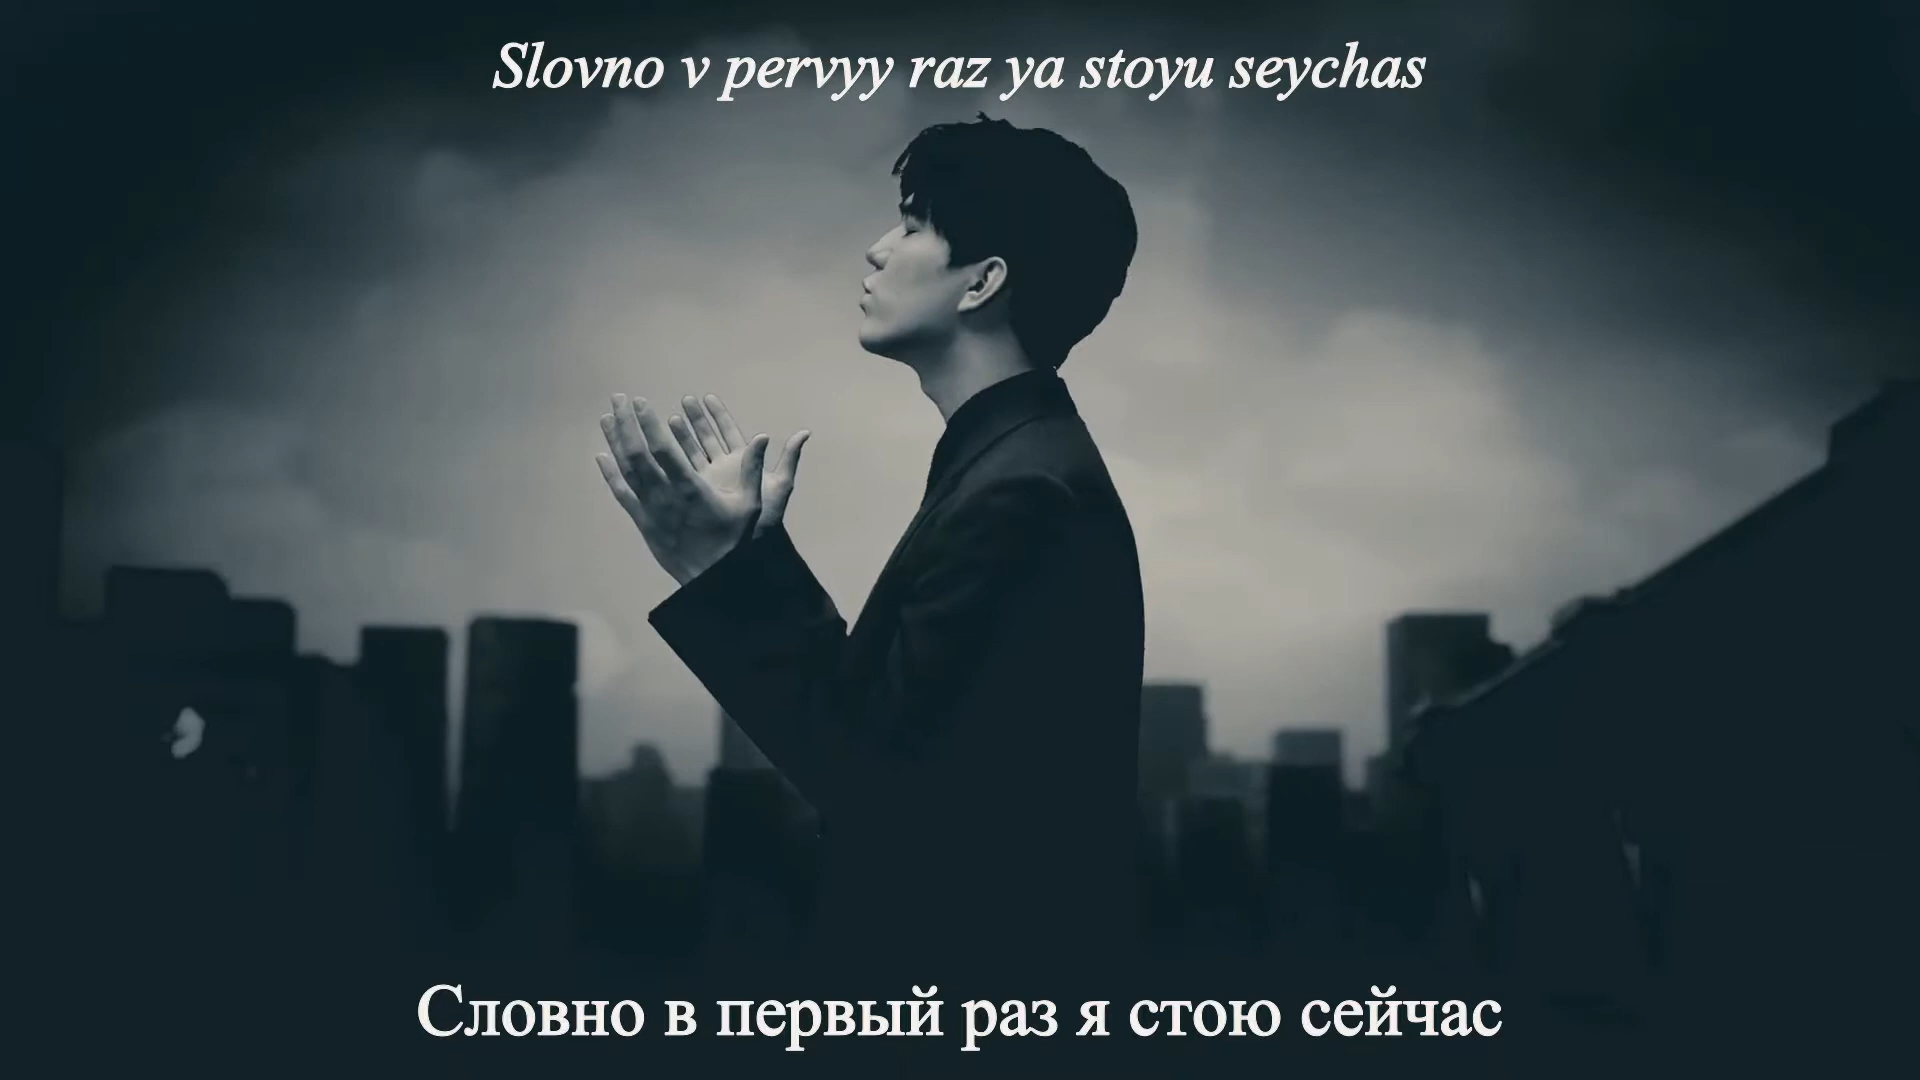 Slovno v pervyy raz ya stoyu seychas
Словно в первый раз я стою сейчас